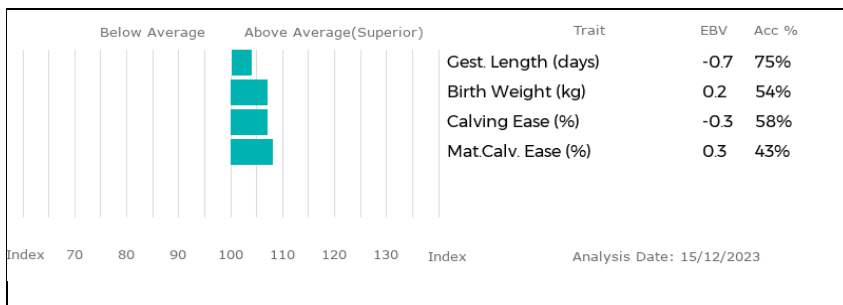 Below Average Above Average(Superior) Trait EBV Acc %
Gest. Length (days) -0.7 75%
Birth Weight (kg) 0.2 54%
Calving Ease (%) -0.3 58%
Mat.Calv. Ease (%) 0.3 43%
Index 70 80 90 100 110 120 130 Index Analysis Date: 15/12/2023